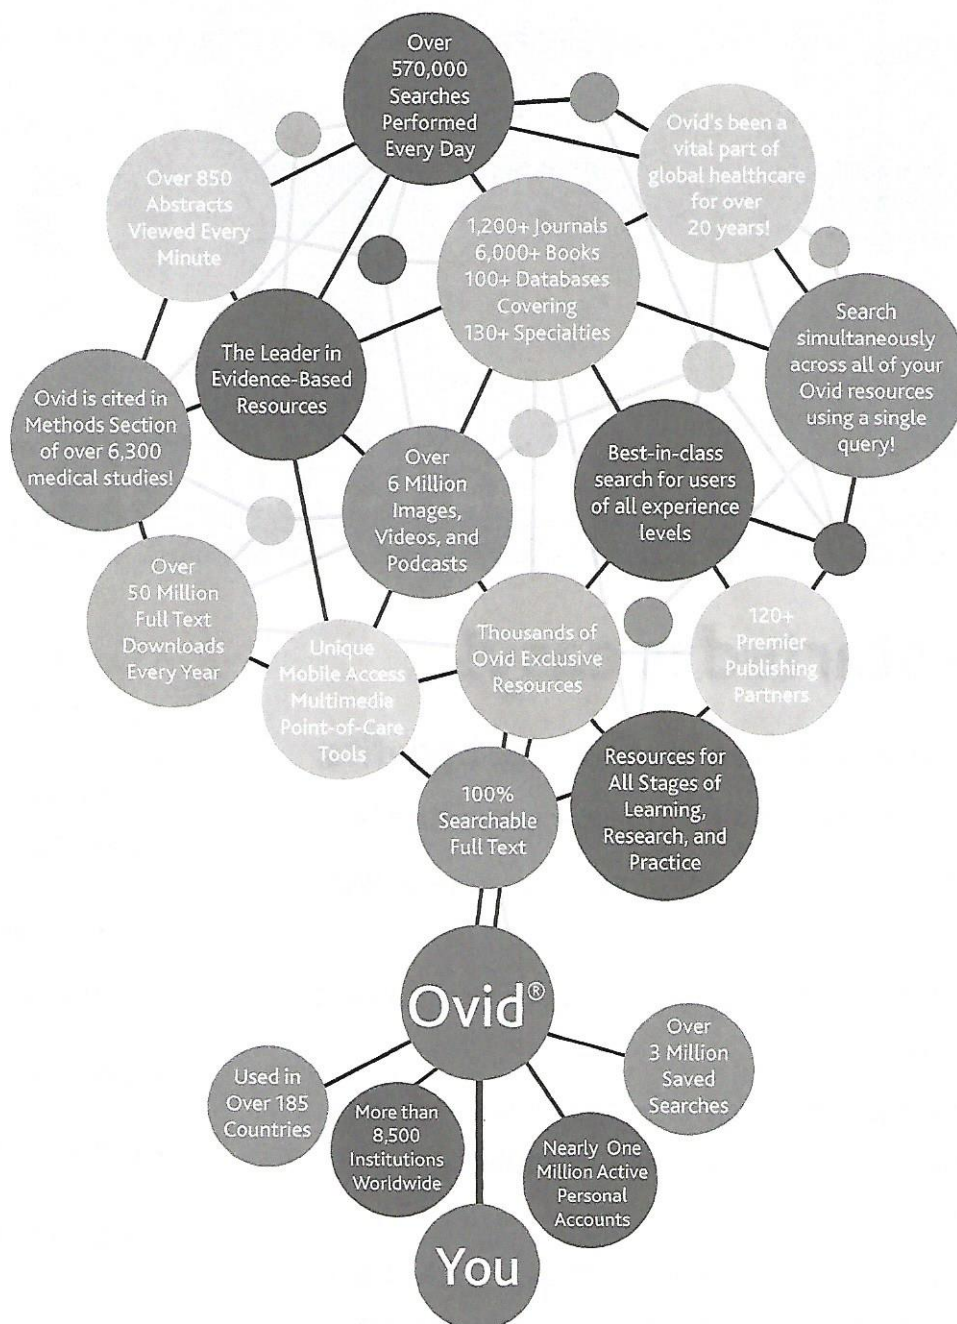 Over
570,000
Searches
Performed
Every Day
Ovid's been a
vital part of
global healthcare
for over
20 years!
Over 850
Abstracts
Viewed Every
Minute
1,200+ Journals
6,000+ Books
100+ Databases
Covering
130+ Specialties
Search
simultaneously
across all of your
Ovid resources
using a single
query!
The Leader in
Evidence-Based
Resources
Ovid is cited in
Methods Section
of over 6,300
medical studies!
Over
6 Million
Images,
Videos, and
Podcasts
Best-in-class
search for users
of all experience
levels
Over
50 Million
Full Text
Downloads
Every Year
Unique
Mobile Access
Multimedia
Point-of-Care
Tools
Thousands of
Ovid Exclusive
Resources
120+
Premier
Publishing
Partners
100%
Searchable
Full Text
Resources for
All Stages of
Learning,
Research, and
Practice
Ovid®
Used in
Over 185
Countries
More than
8,500
Institutions
Worldwide
Nearly One
Million Active
Personal
Accounts
Over
3 Million
Saved
Searches
You